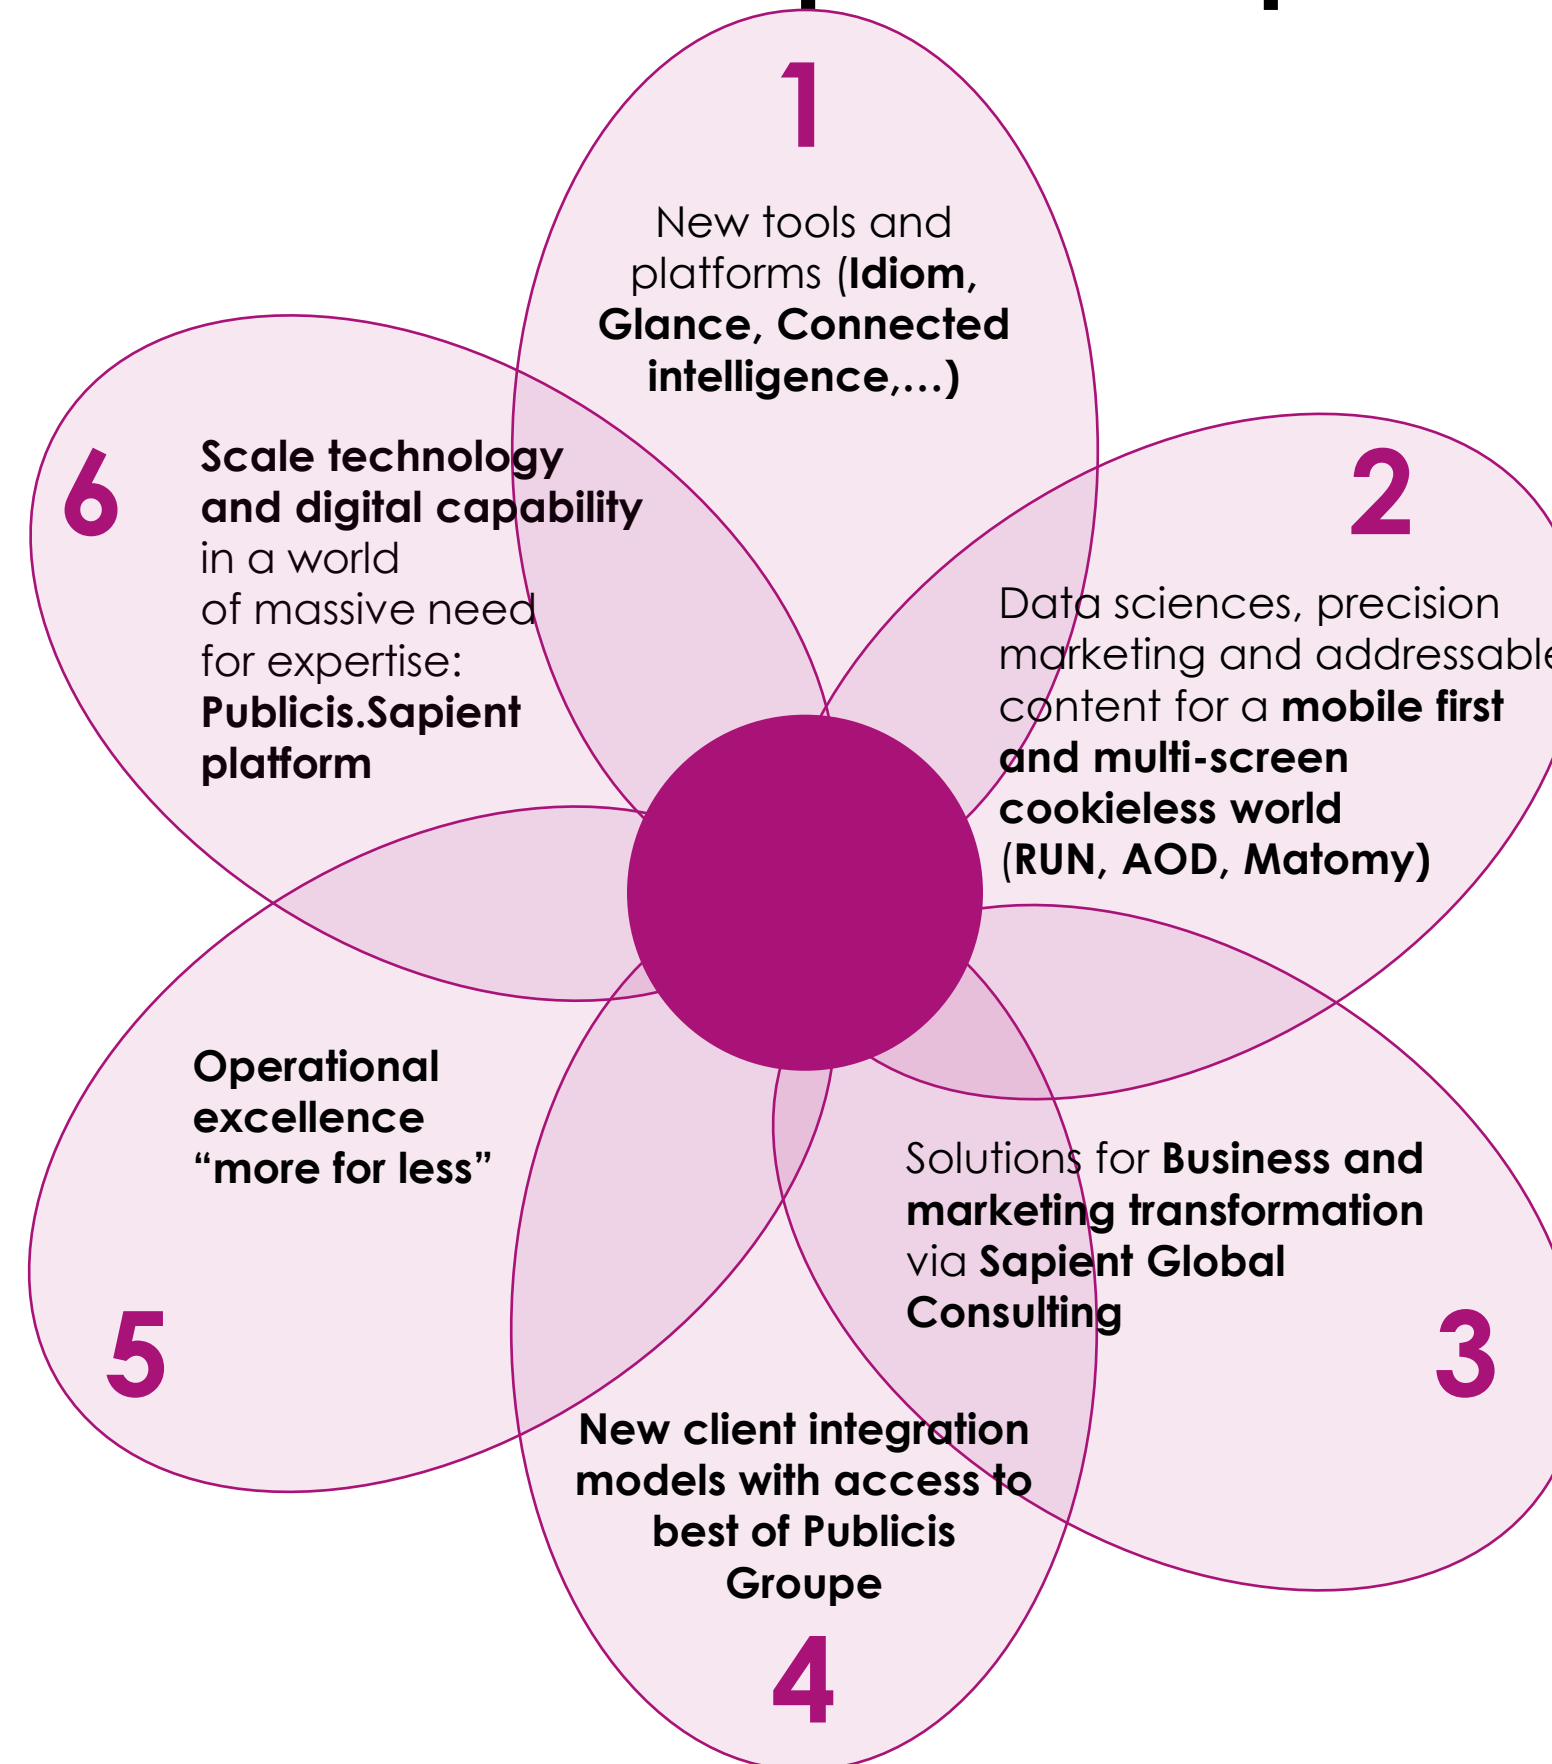 1
New tools and
platforms (Idiom,
Glance, Connected
intelligence,...)
2
Data sciences, precision
marketing and addressable
content for a mobile first
and multi-screen
cookieless world
(RUN, AOD, Matomy)
Solutions for Business and
marketing transformation
via Sapient Global
Consulting
3
New client integration
models with access to
best of Publicis
Groupe
4
Operational
excellence
“more for less”
5
6
Scale technology
and digital capability
in a world
of massive need
for expertise:
Publicis.Sapient
platform